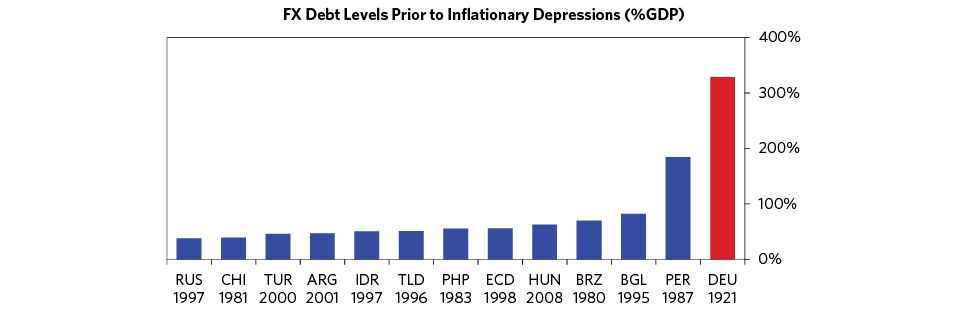 FX Debt Levels Prior to Inflationary Depressions (%GDP)
400%
300%
200%
100%
0%
RUS CHI TUR ARG IDR TLD PHP ECD HUN BRZ BGL PER DEU
1997 1981 2000 2001 1997 1996 1983 1998 2008 1980 1995 1987 1921